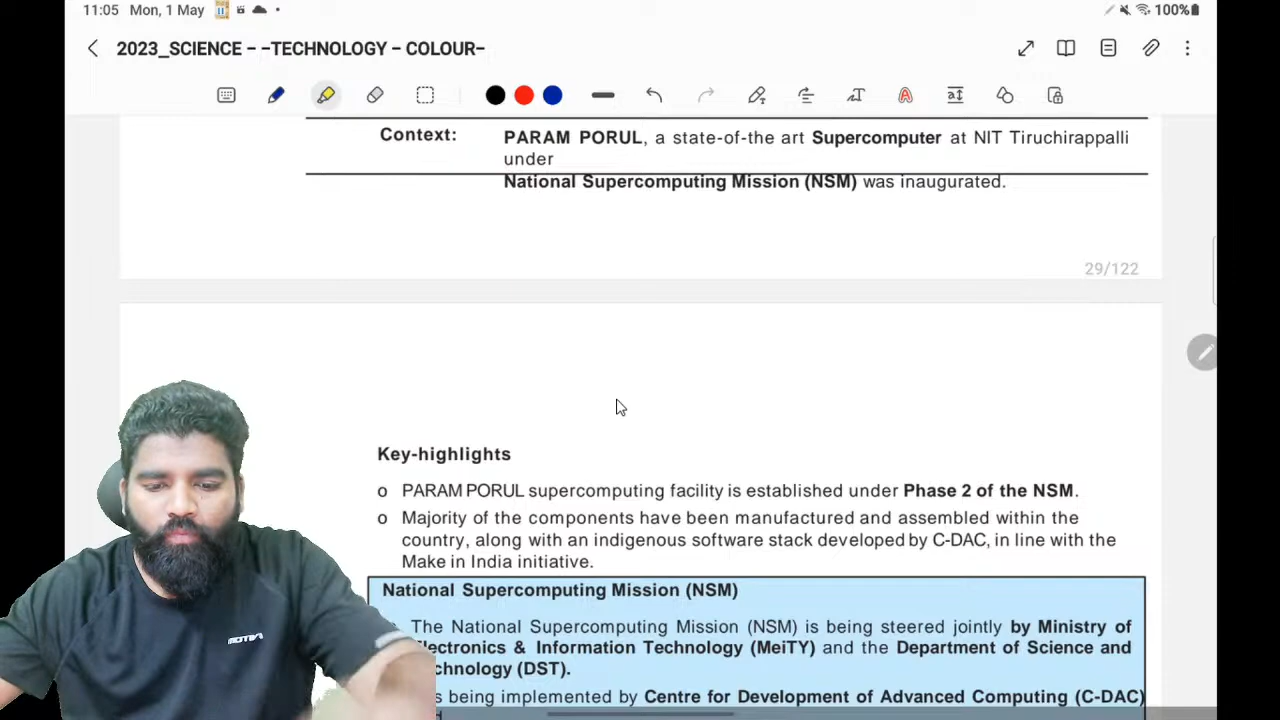 11:05 Mon, 1 May
100%
2023_SCIENCE - -TECHNOLOGY - COLOUR-
Context:
PARAM PORUL, a state-of-the art Supercomputer at NIT Tiruchirappalli
under
National Supercomputing Mission (NSM) was inaugurated.
29/122
Key-highlights
o PARAM PORUL supercomputing facility is established under Phase 2 of the NSM.
o Majority of the components have been manufactured and assembled within the
country, along with an indigenous software stack developed by C-DAC, in line with the
Make in India initiative.
National Supercomputing Mission (NSM)
The National Supercomputing Mission (NSM) is being steered jointly by Ministry of
lectronics & Information Technology (MeiTY) and the Department of Science and
chnology (DST).
s being implemented by Centre for Development of Advanced Computing (C-DAC)